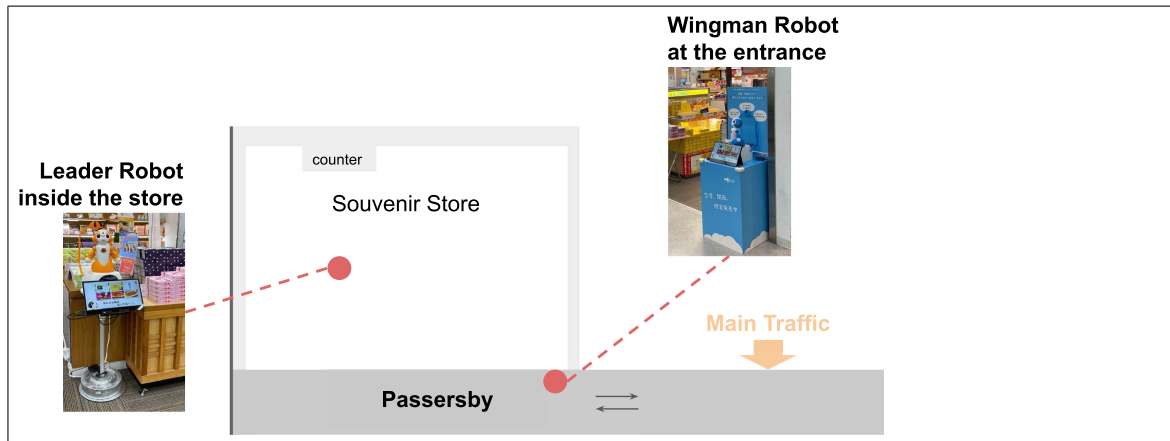 Wingman Robot
at the entrance
counter
Leader Robot
inside the store
Souvenir Store
Main Traffic
Passersby